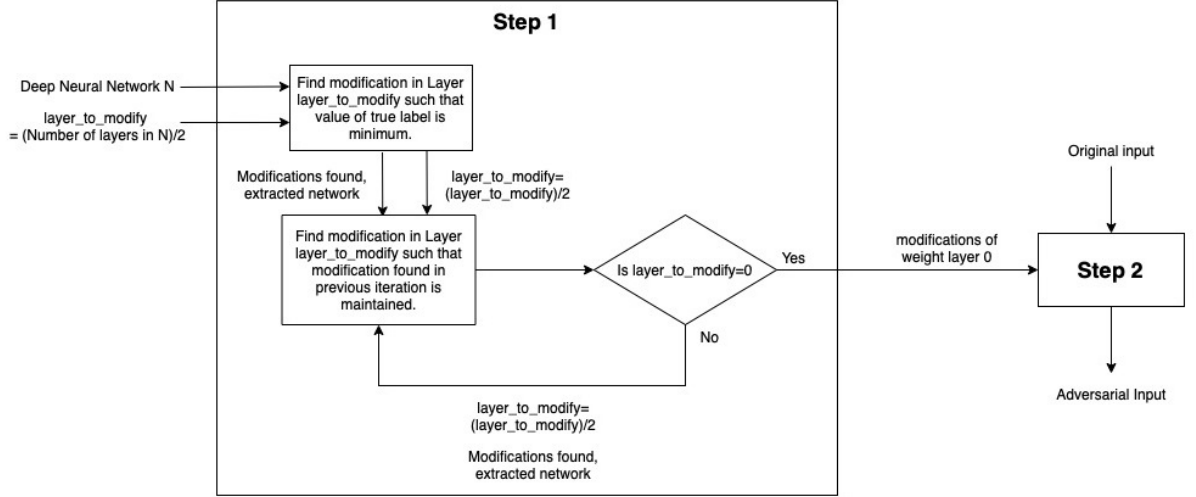 Step 1
Deep Neural Network N
layer_to_modify
= (Number of layers in N)/2
Find modification in Layer
layer_to_modify such that
value of true label is
minimum.
Modifications found,
extracted network
layer_to_modify=
(layer_to_modify)/2
Find modification in Layer
layer_to_modify such that
modification found in
previous iteration is
maintained.
Is layer_to_modify=0
Yes
No
layer_to_modify=
(layer_to_modify)/2
Modifications found,
extracted network
modifications of
weight layer 0
Original input
Step 2
Adversarial Input